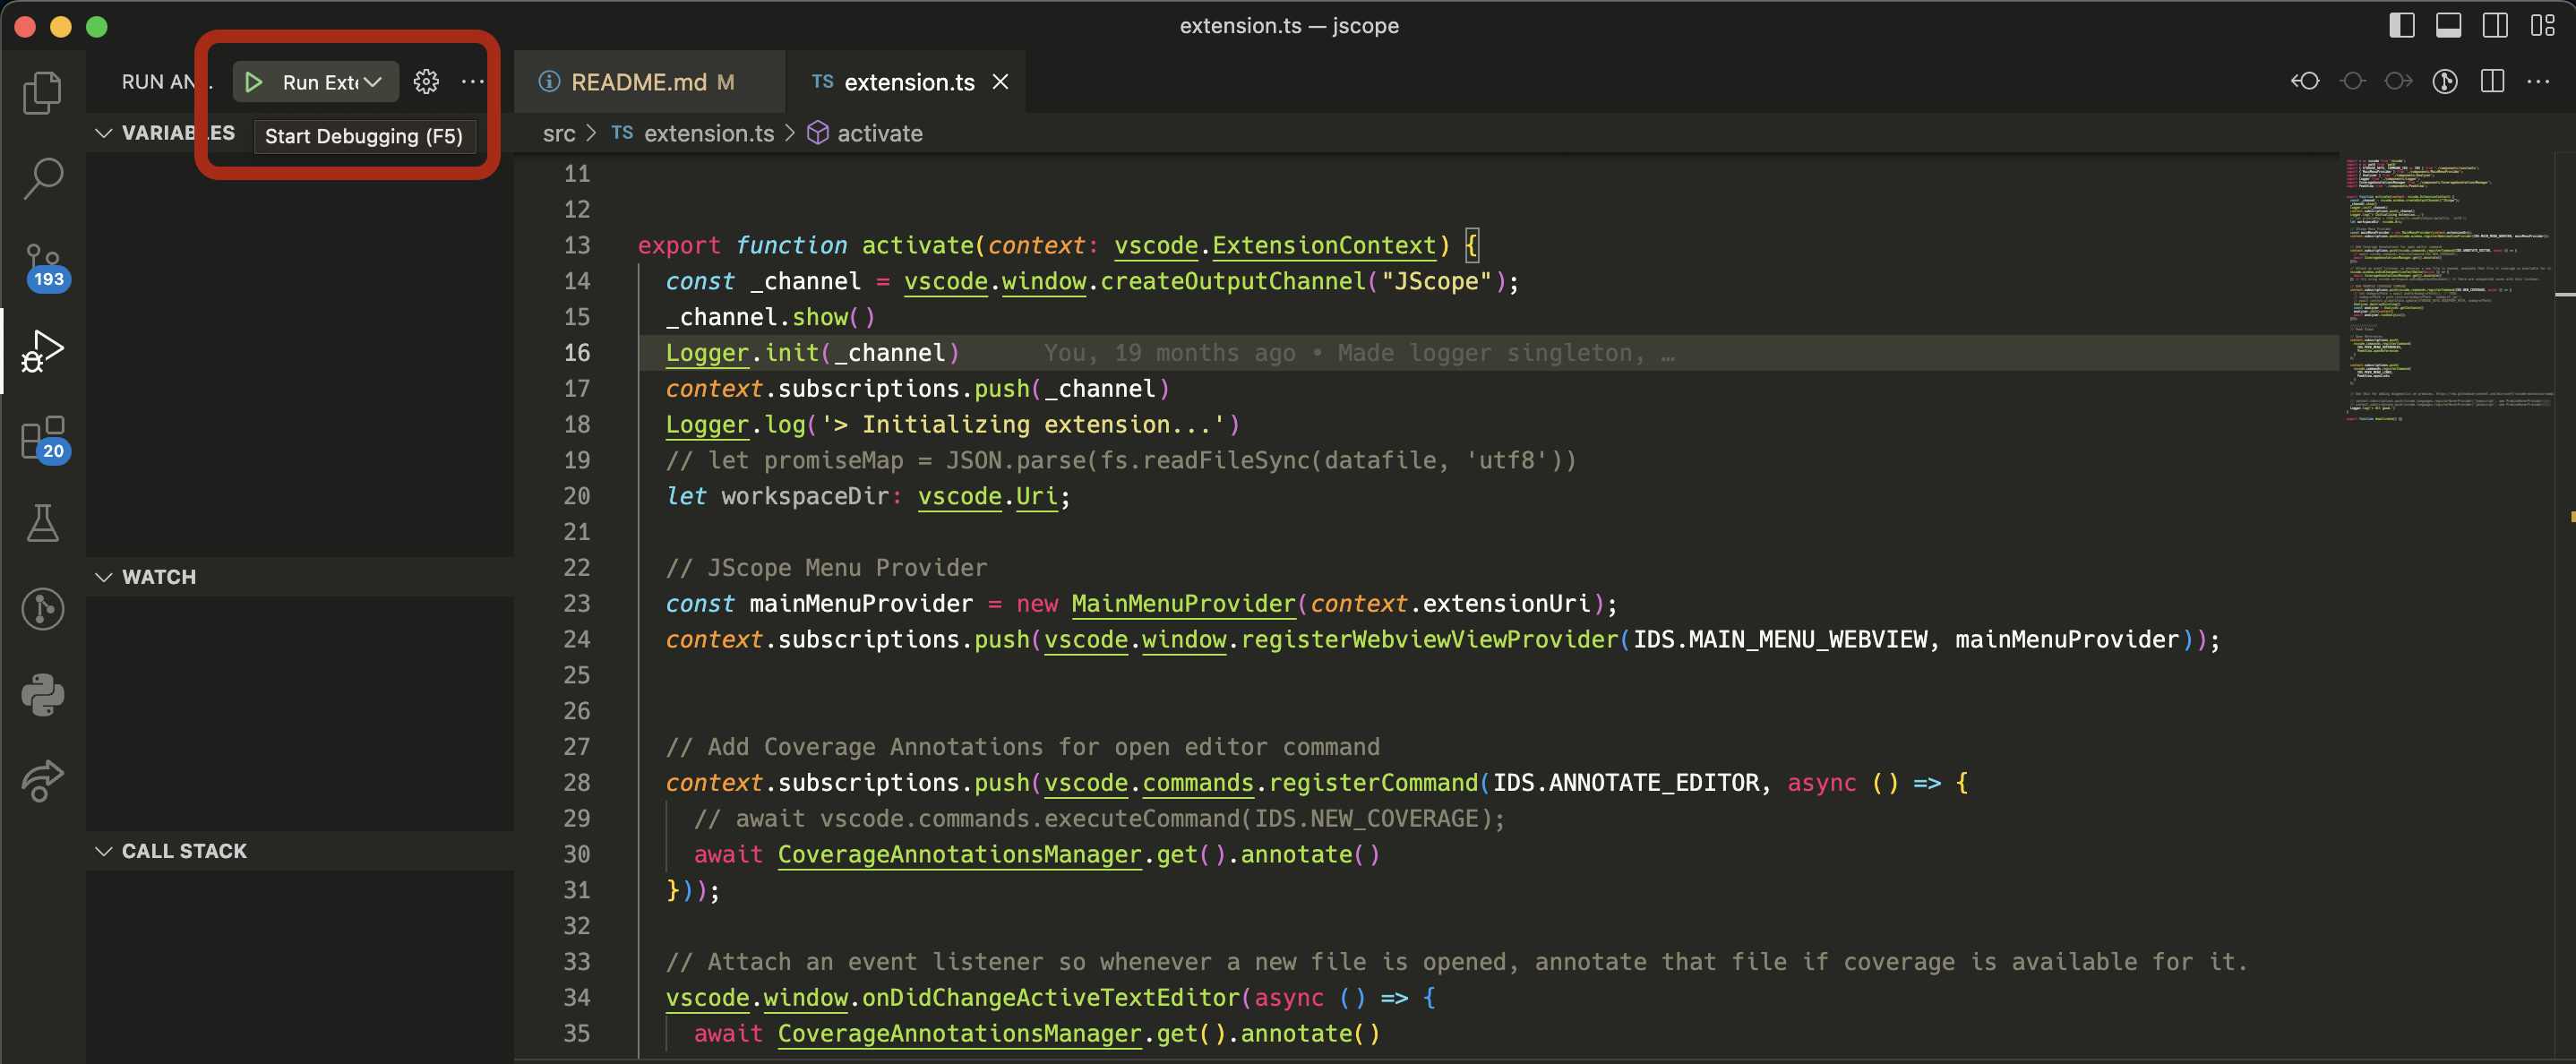 extension.ts — jscope
RUN AN...
Run Ext
Start Debugging (F5)
README.md M
TS extension.ts
src > TS extension.ts > activate
193
20
VARIABLES
WATCH
CALL STACK
11
12
13 export function activate(context: vscode.ExtensionContext) {
14 const _channel = vscode.window.createOutputChannel("JScope");
15 _channel.show()
16 Logger.init(_channel) You, 19 months ago • Made logger singleton, …
17 context.subscriptions.push(_channel)
18 Logger.log('> Initializing extension...')
19 // let promiseMap = JSON.parse(fs.readFileSync(datafile, 'utf8'))
20 let workspaceDir: vscode.Uri;
21
22 // JScope Menu Provider
23 const mainMenuProvider = new MainMenuProvider(context.extensionUri);
24 context.subscriptions.push(vscode.window.registerWebviewViewProvider(IDS.MAIN_MENU_WEBVIEW, mainMenuProvider));
25
26
27 // Add Coverage Annotations for open editor command
28 context.subscriptions.push(vscode.commands.registerCommand(IDS.ANNOTATE_EDITOR, async () => {
29 // await vscode.commands.executeCommand(IDS.NEW_COVERAGE);
30 await CoverageAnnotationsManager.get().annotate()
31 }));
32
33 // Attach an event listener so whenever a new file is opened, annotate that file if coverage is available for it.
34 vscode.window.onDidChangeActiveTextEditor(async () => {
35 await CoverageAnnotationsManager.get().annotate()